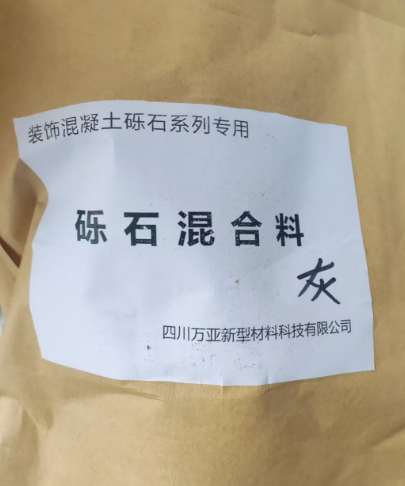 装饰混凝土砾石系列专用
砾石混合料
灰
四川万亚新型材料科技有限公司